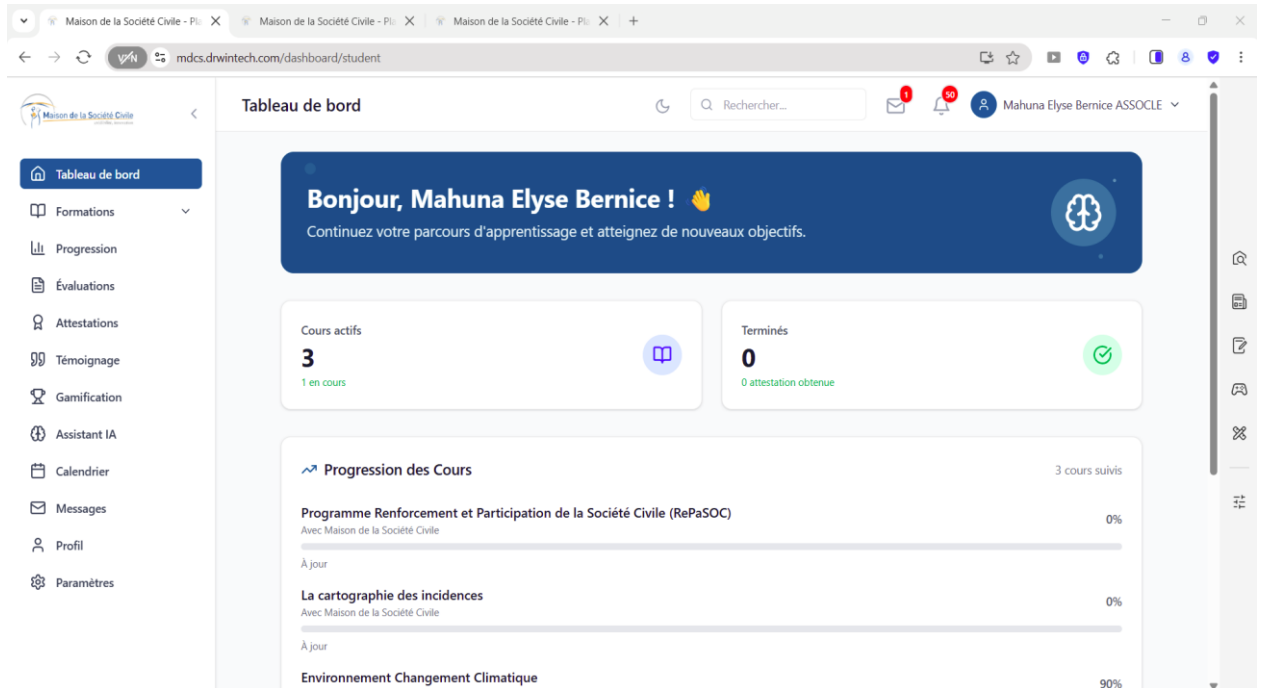 Maison de la Société Civile - Pla
Maison de la Société Civile - Pla
Maison de la Société Civile - Pla
mdcs.drwintech.com/dashboard/student
Maison de la Société Civile
Tableau de bord
Rechercher...
1
50
Mahuna Elyse Bernice ASSOCLE
Tableau de bord
Formations
Progression
Évaluations
Attestations
Témoignage
Gamification
Assistant IA
Calendrier
Messages
Profil
Paramètres
Bonjour, Mahuna Elyse Bernice ! 👋
Continuez votre parcours d'apprentissage et atteignez de nouveaux objectifs.
Cours actifs
3
1 en cours
Terminés
0
0 attestation obtenue
Progression des Cours
3 cours suivis
Programme Renforcement et Participation de la Société Civile (RePaSOC)
0%
Avec Maison de la Société Civile
À jour
La cartographie des incidences
0%
Avec Maison de la Société Civile
À jour
Environnement Changement Climatique
90%